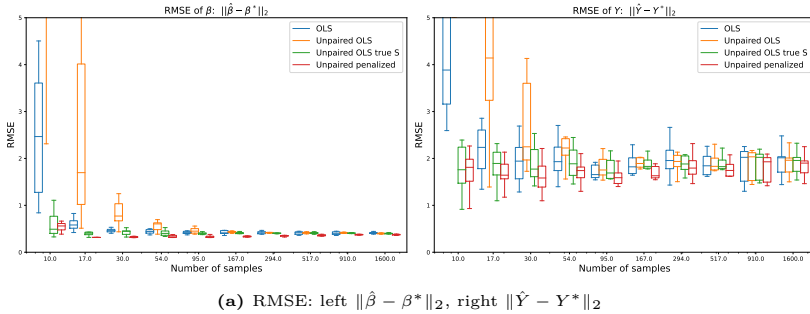 RMSE of β: ||β̂ − β*||₂
RMSE
5
4
3
2
1
0
10.0 17.0 30.0 54.0 95.0 167.0 294.0 517.0 910.0 1600.0
Number of samples
OLS
Unpaired OLS
Unpaired OLS true S
Unpaired penalized
RMSE of Y: ||Ŷ − Y*||₂
RMSE
5
4
3
2
1
0
10.0 17.0 30.0 54.0 95.0 167.0 294.0 517.0 910.0 1600.0
Number of samples
OLS
Unpaired OLS
Unpaired OLS true S
Unpaired penalized
(a) RMSE: left ∥β̂ − β*∥₂, right ∥Ŷ − Y*∥₂